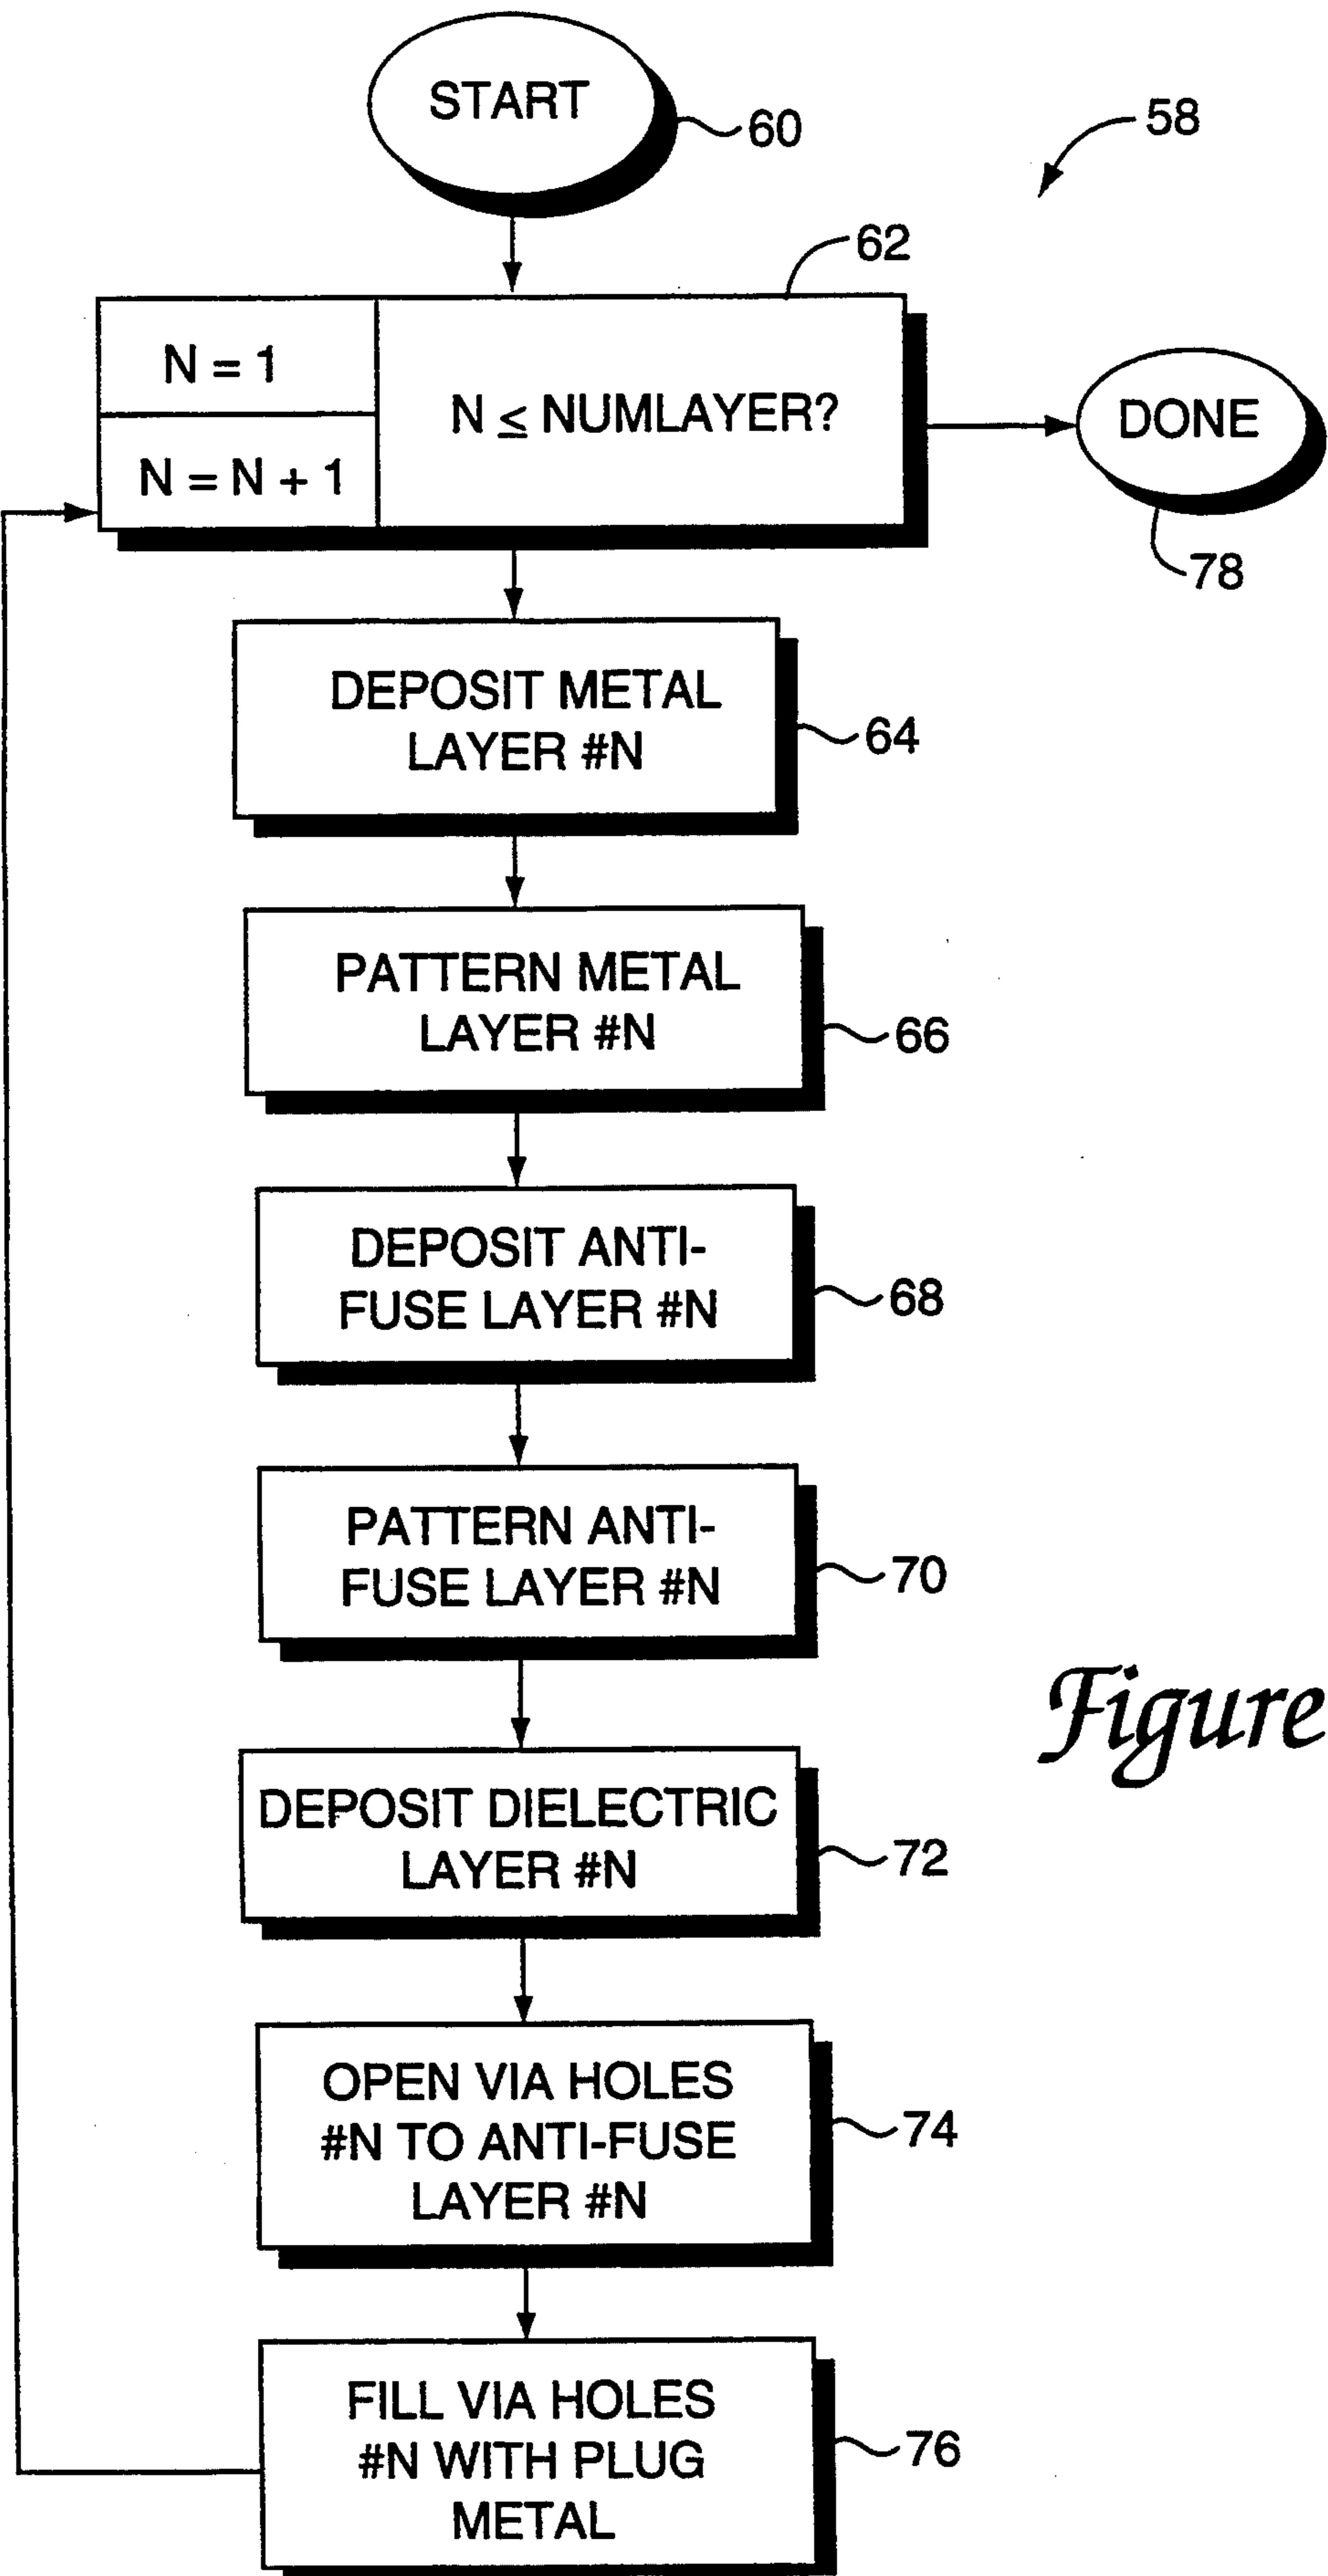 START
60
58
62
N = 1
N ≤ NUMLAYER?
N = N + 1
DONE
78
DEPOSIT METAL
LAYER #N
64
PATTERN METAL
LAYER #N
66
DEPOSIT ANTI-
FUSE LAYER #N
68
PATTERN ANTI-
FUSE LAYER #N
70
Figure
DEPOSIT DIELECTRIC
LAYER #N
72
OPEN VIA HOLES
#N TO ANTI-FUSE
LAYER #N
74
FILL VIA HOLES
#N WITH PLUG
METAL
76